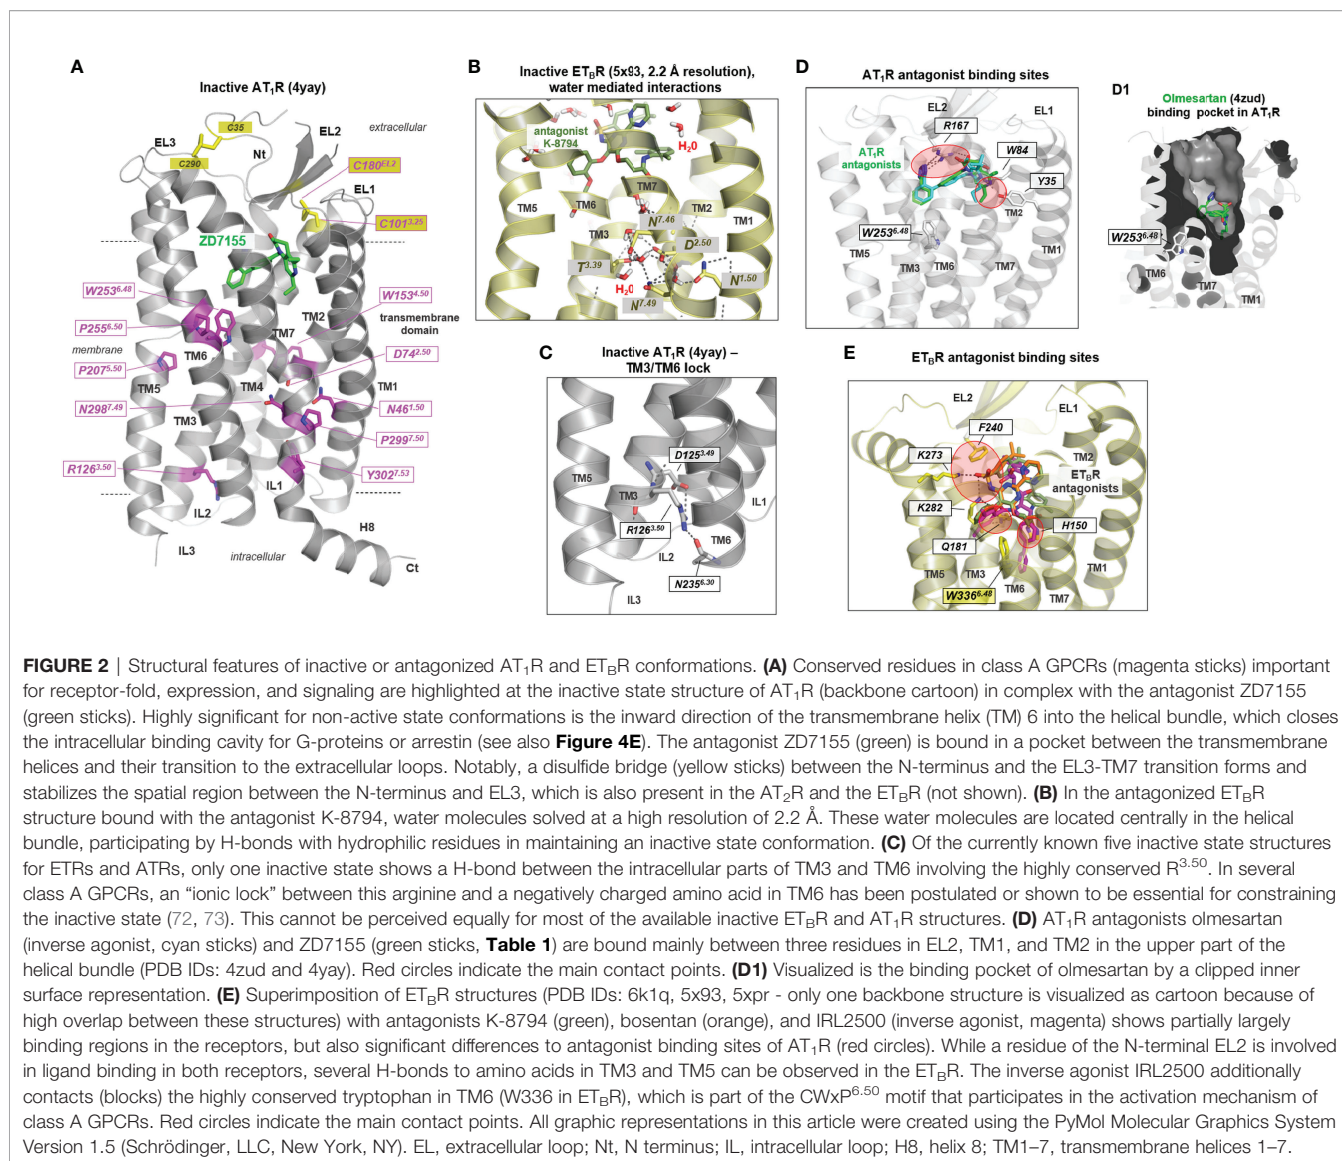 A
Inactive AT₁R (4yay)
C35
EL3
C290
Nt
EL2
extracellular
C180ᴱᴸ²
EL1
C101³·²⁵
ZD7155
W253⁶·⁴⁸
W153⁴·⁵⁰
TM2
P255⁶·⁵⁰
TM7
transmembrane
domain
membrane
TM6
D74²·⁵⁰
P207⁵·⁵⁰
TM5
TM4
TM1
N298⁷·⁴⁹
TM3
N46¹·⁵⁰
P299⁷·⁵⁰
R126³·⁵⁰
Y302⁷·⁵³
IL1
IL2
H8
IL3
intracellular
Ct
B
Inactive ETBR (5x93, 2.2 Å resolution),
water mediated interactions
antagonist
K-8794
H₂0
TM7
TM5
TM6
TM2
N⁷·⁴⁶
TM1
TM3
D²·⁵⁰
T³·³⁹
N¹·⁵⁰
H₂0
N⁷·⁴⁹
C
Inactive AT₁R (4yay) –
TM3/TM6 lock
D125³·⁴⁹
TM5
TM3
IL1
R126³·⁵⁰
TM6
IL2
N235⁶·³⁰
IL3
D
AT₁R antagonist binding sites
EL2
EL1
R167
AT₁R
antagonists
W84
Y35
TM2
W253⁶·⁴⁸
TM5
TM1
TM3
TM6
TM7
D1
Olmesartan (4zud)
binding pocket in AT₁R
W253⁶·⁴⁸
TM6
TM7
TM1
E
ETBR antagonist binding sites
EL2
EL1
F240
K273
TM2
ETBR
antagonists
K282
H150
Q181
TM5
TM3
TM1
TM6
W336⁶·⁴⁸
TM7
FIGURE 2 | Structural features of inactive or antagonized AT₁R and ETBR conformations. (A) Conserved residues in class A GPCRs (magenta sticks) important
for receptor-fold, expression, and signaling are highlighted at the inactive state structure of AT₁R (backbone cartoon) in complex with the antagonist ZD7155
(green sticks). Highly significant for non-active state conformations is the inward direction of the transmembrane helix (TM) 6 into the helical bundle, which closes
the intracellular binding cavity for G-proteins or arrestin (see also Figure 4E). The antagonist ZD7155 (green) is bound in a pocket between the transmembrane
helices and their transition to the extracellular loops. Notably, a disulfide bridge (yellow sticks) between the N-terminus and the EL3-TM7 transition forms and
stabilizes the spatial region between the N-terminus and EL3, which is also present in the AT₂R and the ETBR (not shown). (B) In the antagonized ETBR
structure bound with the antagonist K-8794, water molecules solved at a high resolution of 2.2 Å. These water molecules are located centrally in the helical
bundle, participating by H-bonds with hydrophilic residues in maintaining an inactive state conformation. (C) Of the currently known five inactive state structures
for ETRs and ATRs, only one inactive state shows a H-bond between the intracellular parts of TM3 and TM6 involving the highly conserved R³·⁵⁰. In several
class A GPCRs, an “ionic lock” between this arginine and a negatively charged amino acid in TM6 has been postulated or shown to be essential for constraining
the inactive state (72, 73). This cannot be perceived equally for most of the available inactive ETBR and AT₁R structures. (D) AT₁R antagonists olmesartan
(inverse agonist, cyan sticks) and ZD7155 (green sticks, Table 1) are bound mainly between three residues in EL2, TM1, and TM2 in the upper part of the
helical bundle (PDB IDs: 4zud and 4yay). Red circles indicate the main contact points. (D1) Visualized is the binding pocket of olmesartan by a clipped inner
surface representation. (E) Superimposition of ETBR structures (PDB IDs: 6k1q, 5x93, 5xpr - only one backbone structure is visualized as cartoon because of
high overlap between these structures) with antagonists K-8794 (green), bosentan (orange), and IRL2500 (inverse agonist, magenta) shows partially largely
binding regions in the receptors, but also significant differences to antagonist binding sites of AT₁R (red circles). While a residue of the N-terminal EL2 is involved
in ligand binding in both receptors, several H-bonds to amino acids in TM3 and TM5 can be observed in the ETBR. The inverse agonist IRL2500 additionally
contacts (blocks) the highly conserved tryptophan in TM6 (W336 in ETBR), which is part of the CWxP⁶·⁵⁰ motif that participates in the activation mechanism of
class A GPCRs. Red circles indicate the main contact points. All graphic representations in this article were created using the PyMol Molecular Graphics System
Version 1.5 (Schrödinger, LLC, New York, NY). EL, extracellular loop; Nt, N terminus; IL, intracellular loop; H8, helix 8; TM1–7, transmembrane helices 1–7.